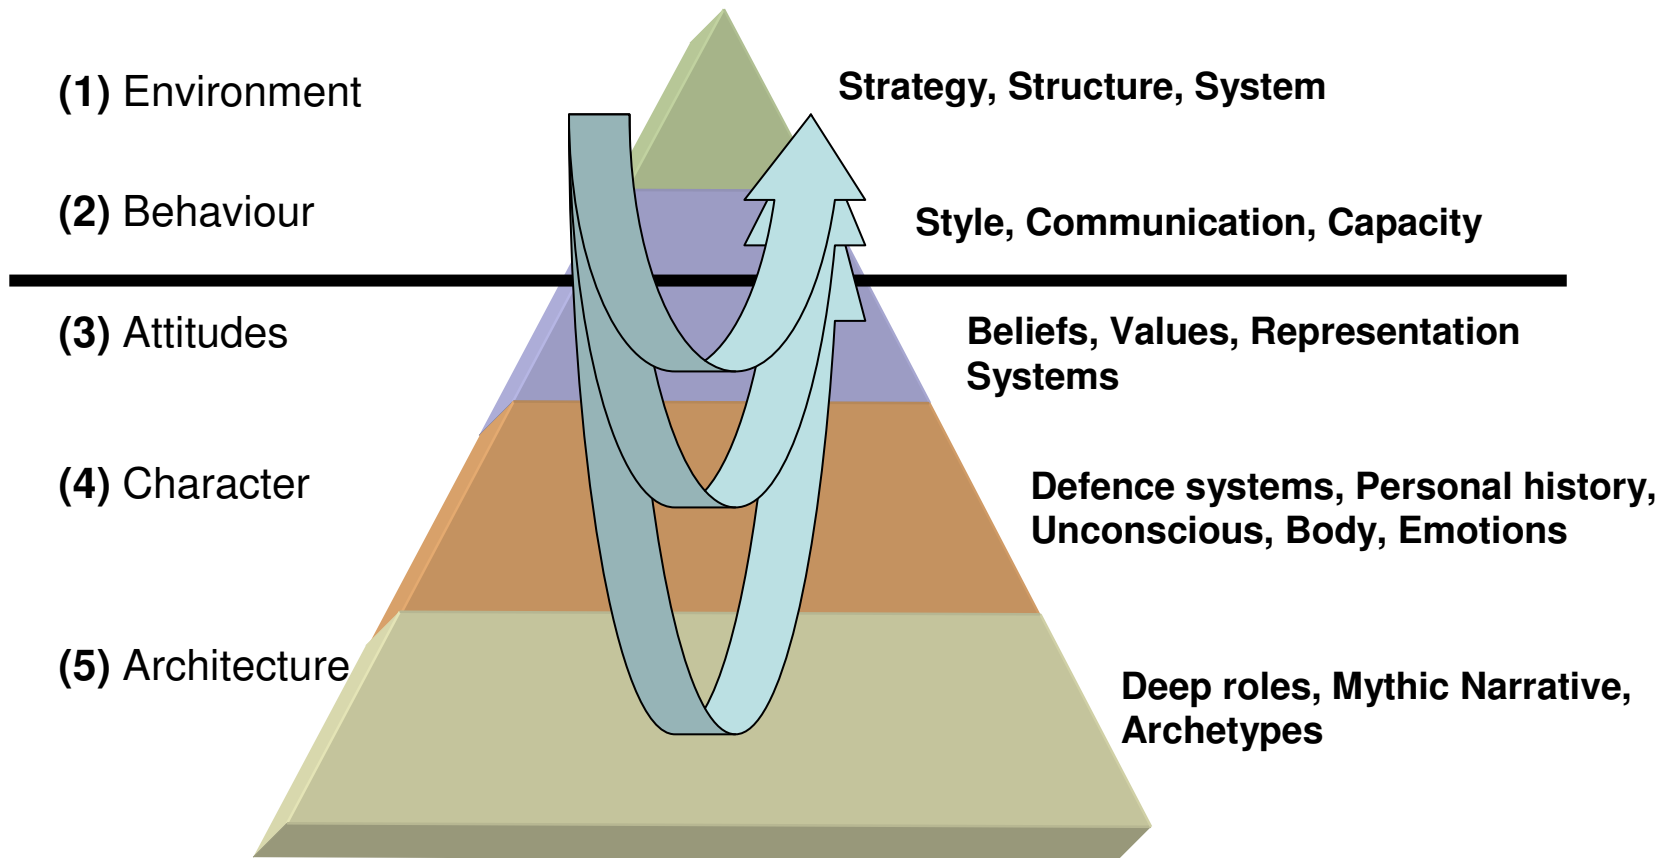 (1) Environment
Strategy, Structure, System
(2) Behaviour
Style, Communication, Capacity
(3) Attitudes
Beliefs, Values, Representation
Systems
(4) Character
Defence systems, Personal history,
Unconscious, Body, Emotions
(5) Architecture
Deep roles, Mythic Narrative,
Archetypes